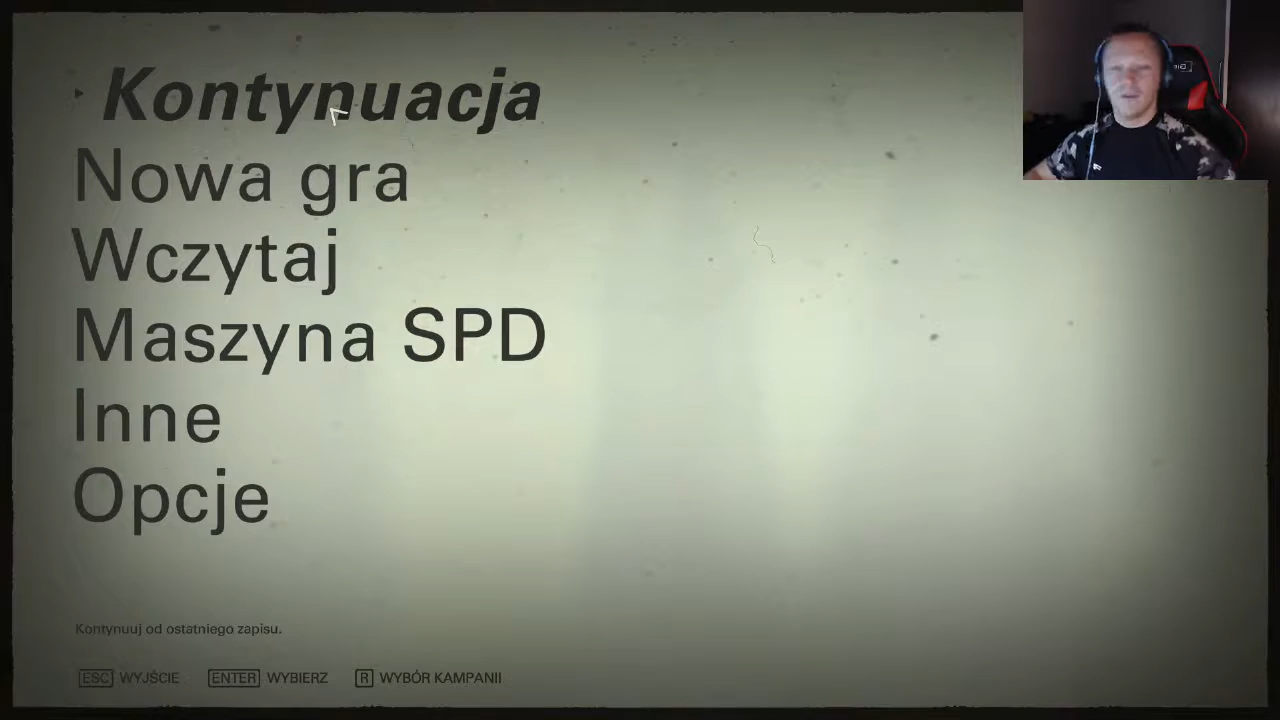 Kontynuacja
Nowa gra
Wczytaj
Maszyna SPD
Inne
Opcje
Kontynuuj od ostatniego zapisu.
ESC WYJŚCIE ENTER WYBIERZ R WYBÓR KAMPANII